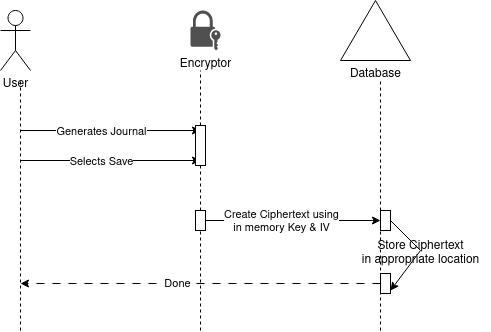 User
Encryptor
Database
Generates Journal
Selects Save
Create Ciphertext using
in memory Key & IV
Store Ciphertext
in appropriate location
Done